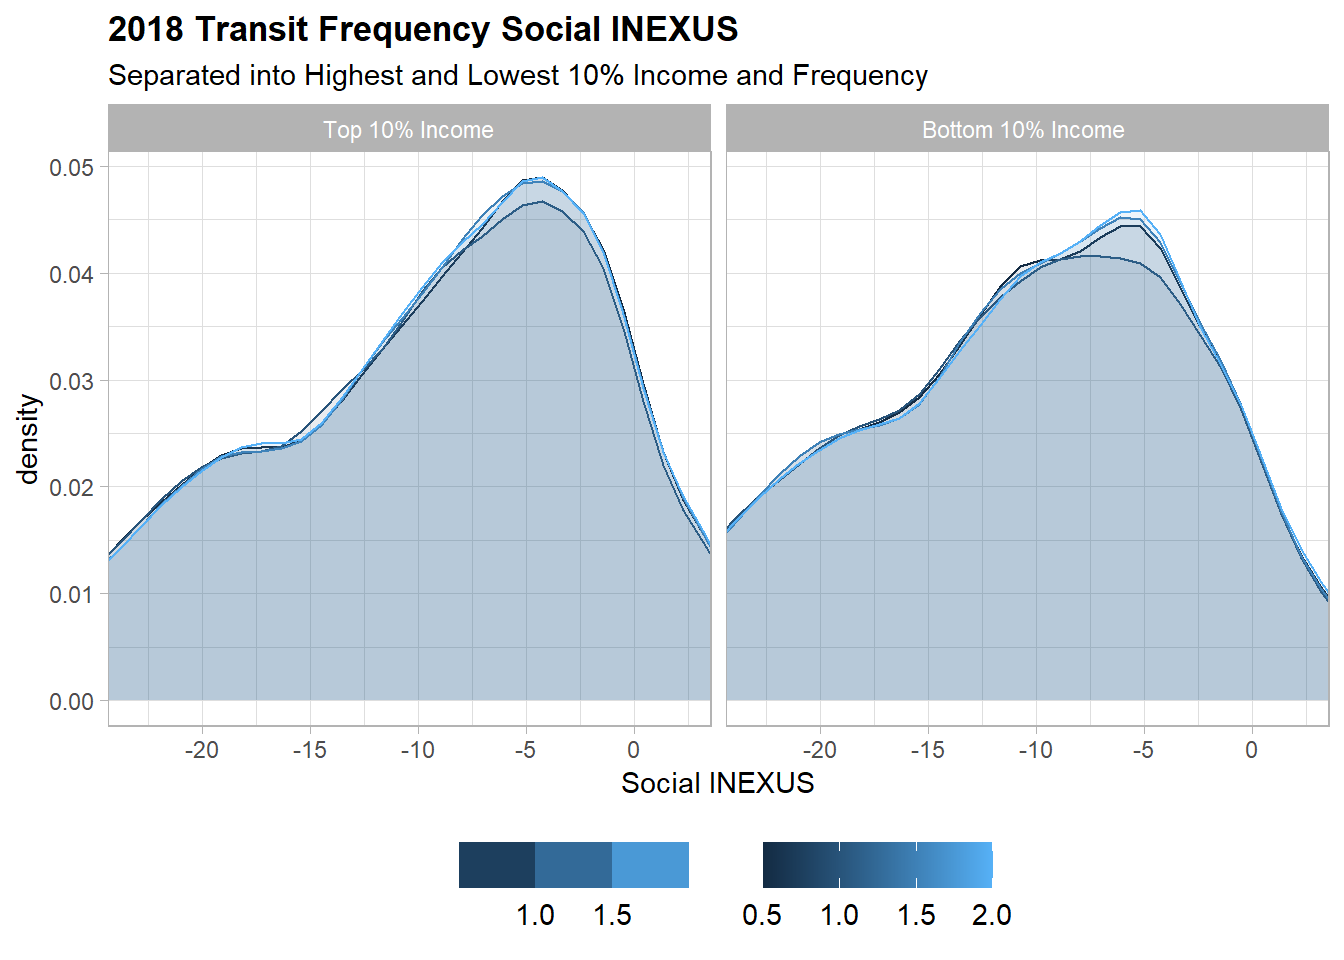 2018 Transit Frequency Social INEXUS
Separated into Highest and Lowest 10% Income and Frequency
Top 10% Income
Bottom 10% Income
0.05
0.04
0.03
0.02
0.01
0.00
density
-20 -15 -10 -5 0
-20 -15 -10 -5 0
Social INEXUS
1.0 1.5
0.5 1.0 1.5 2.0